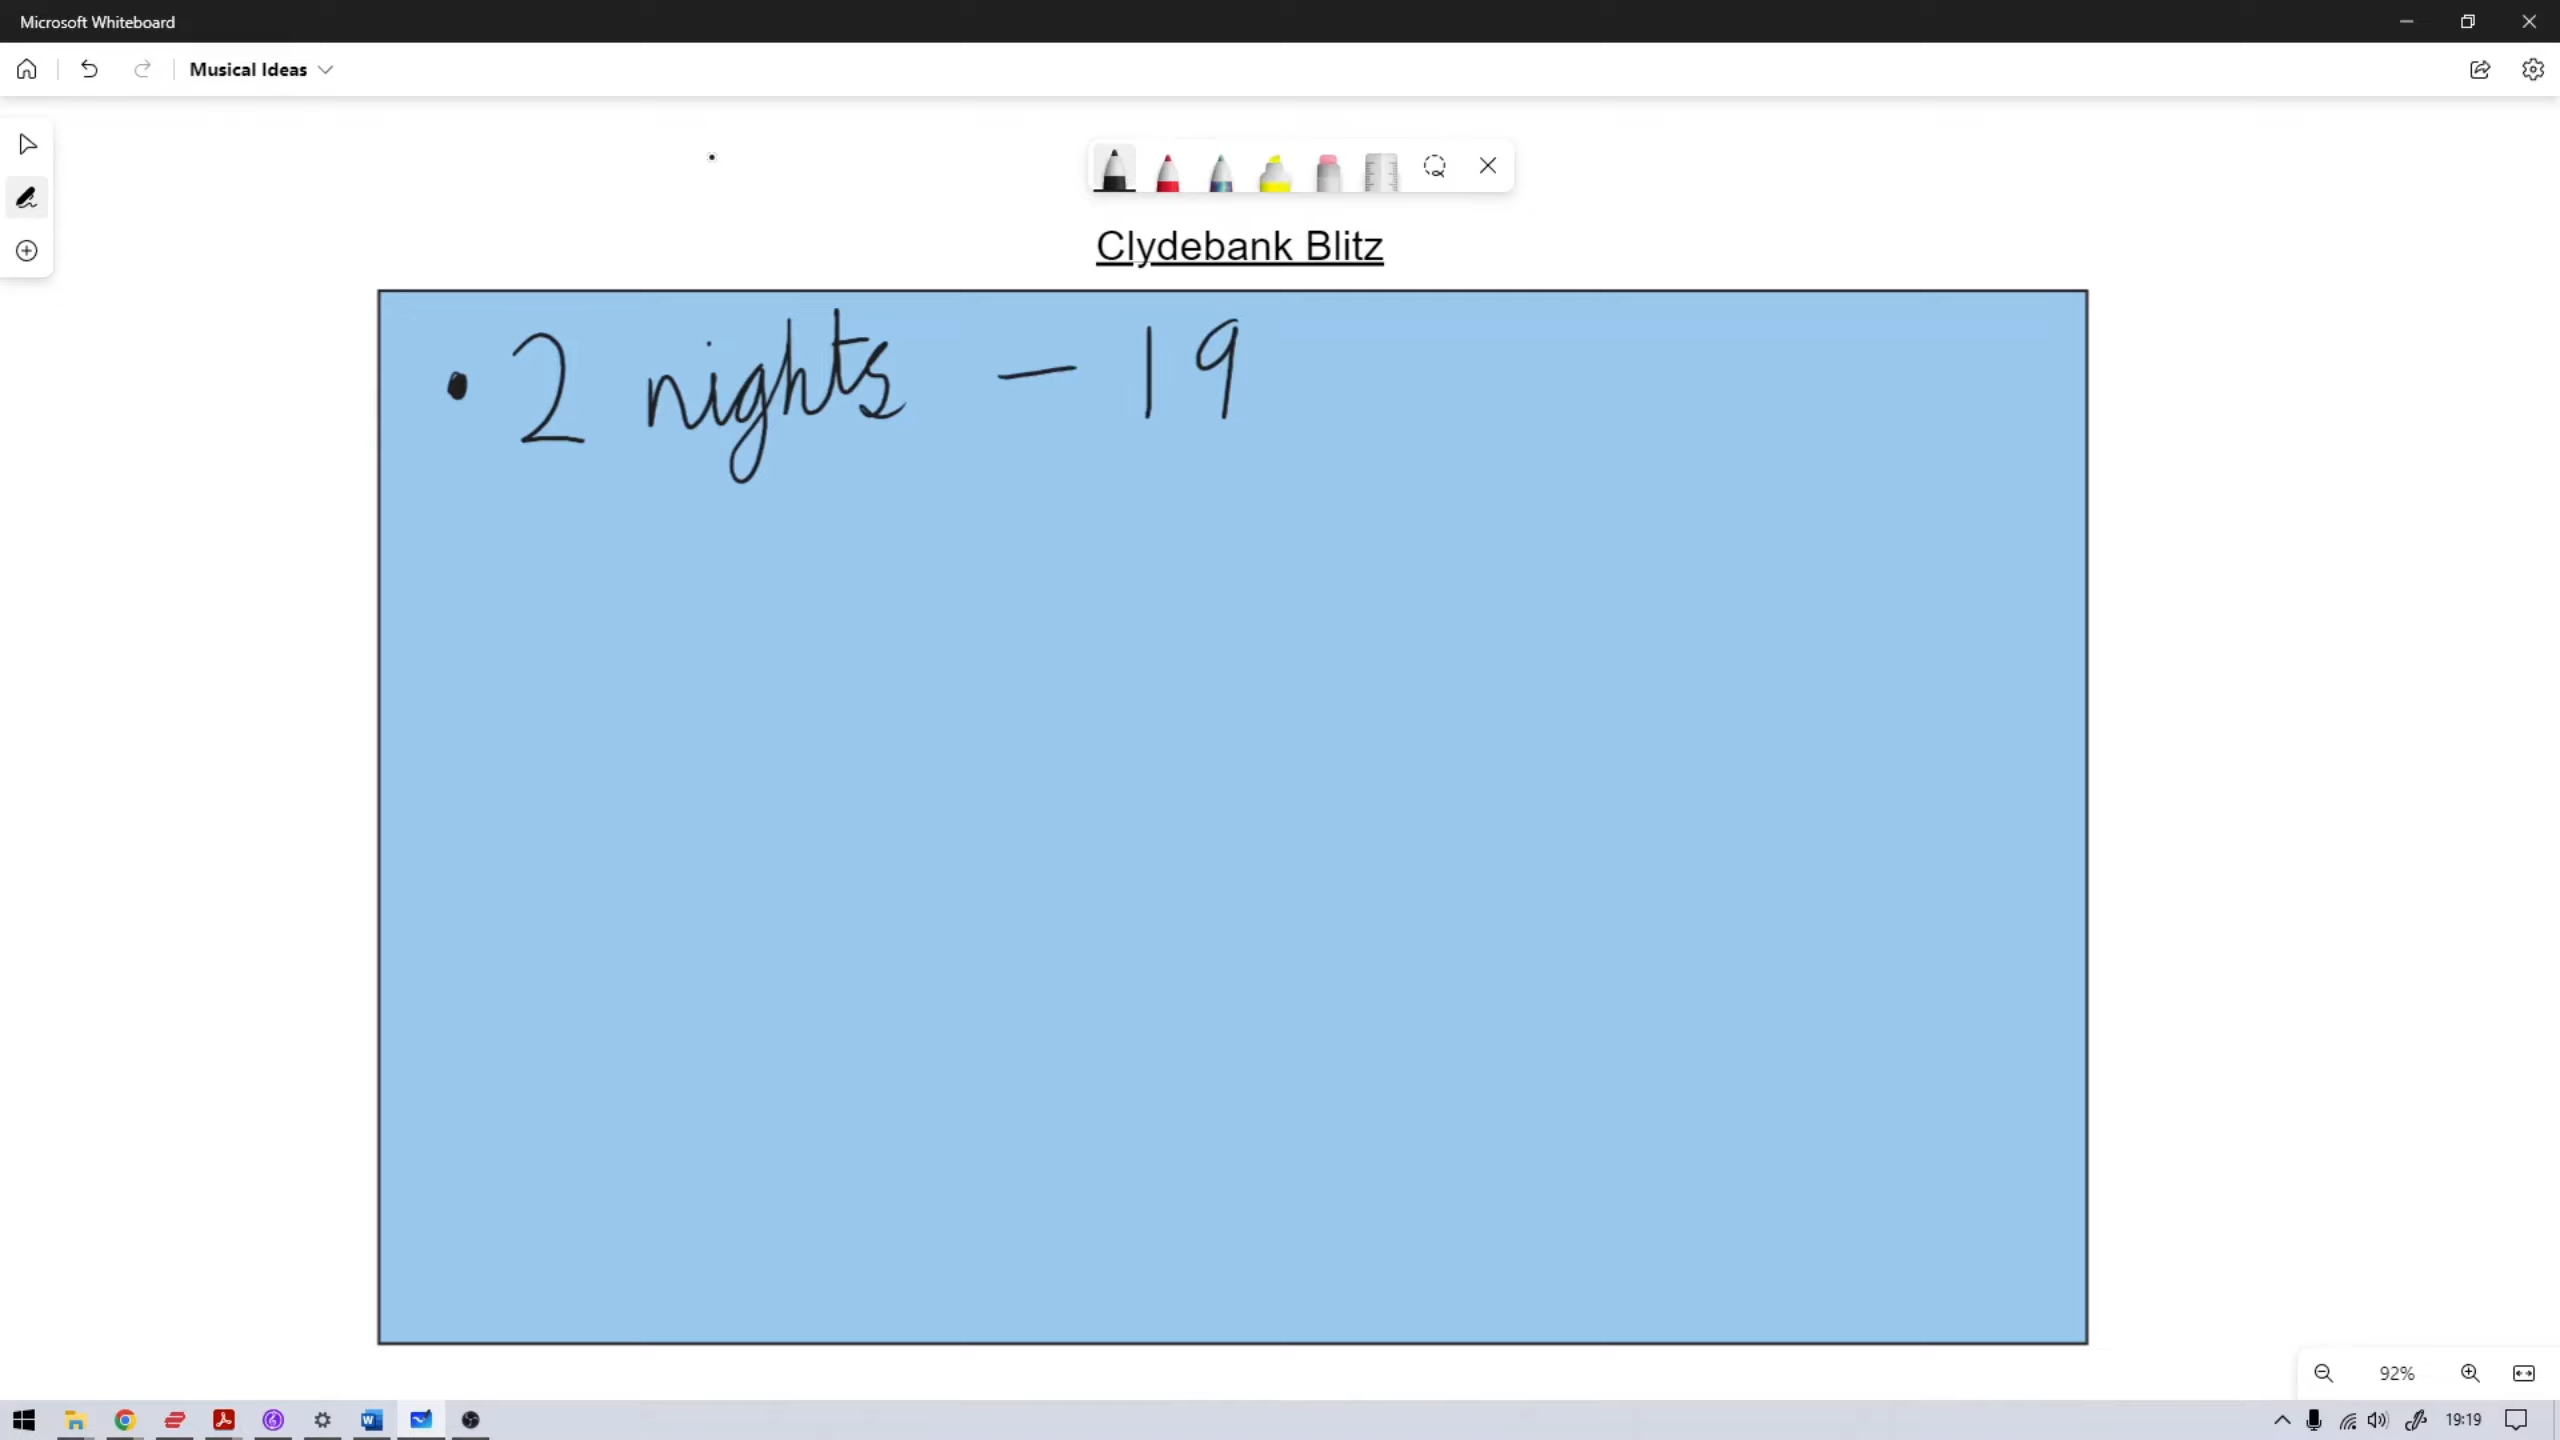 Microsoft Whiteboard
Musical Ideas
Clydebank Blitz
• 2 nights – 19
92%
19:19